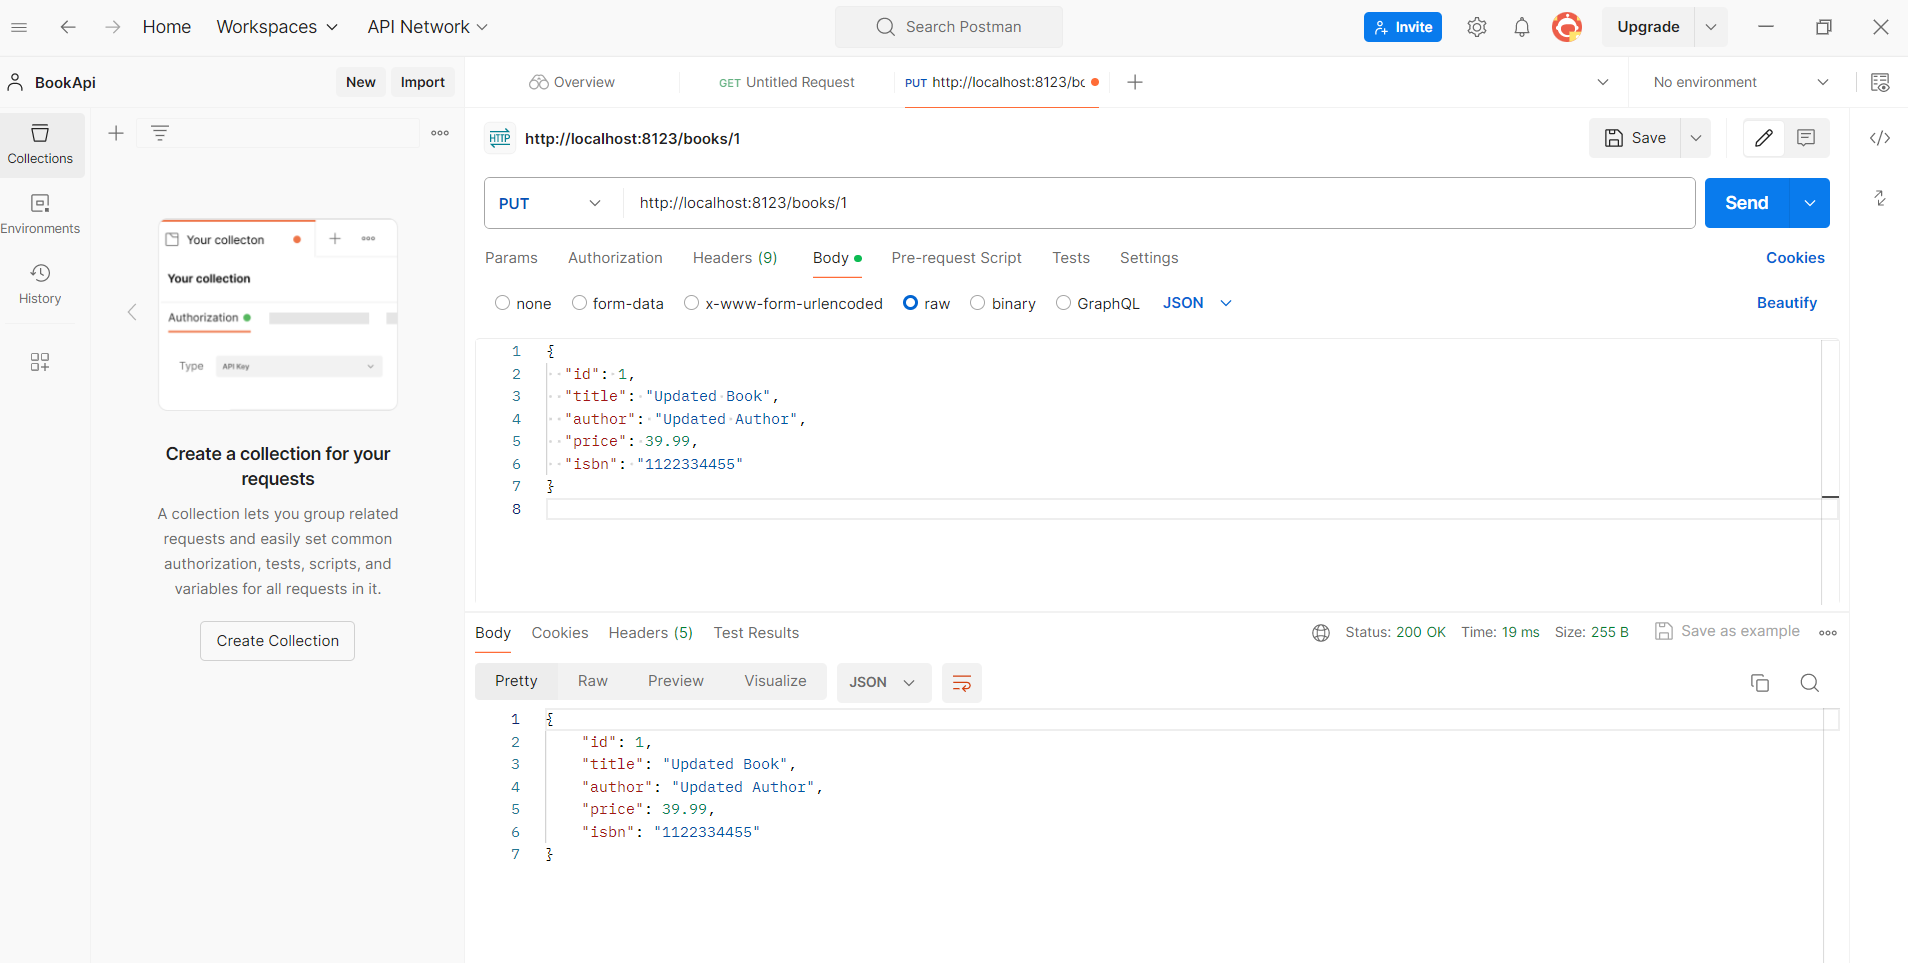 Home Workspaces API Network Search Postman Invite Upgrade
BookApi New Import Overview GET Untitled Request PUT http://localhost:8123/bo No environment
Collections
Environments
History
Your collecton
Your collection
Authorization
Type API Key
Create a collection for your
requests
A collection lets you group related
requests and easily set common
authorization, tests, scripts, and
variables for all requests in it.
Create Collection
HTTP http://localhost:8123/books/1 Save </>
PUT http://localhost:8123/books/1 Send
Params Authorization Headers (9) Body Pre-request Script Tests Settings Cookies
none form-data x-www-form-urlencoded raw binary GraphQL JSON Beautify
1 {
2 "id": 1,
3 "title": "Updated Book",
4 "author": "Updated Author",
5 "price": 39.99,
6 "isbn": "1122334455"
7 }
8
Body Cookies Headers (5) Test Results Status: 200 OK Time: 19 ms Size: 255 B Save as example
Pretty Raw Preview Visualize JSON
1 {
2 "id": 1,
3 "title": "Updated Book",
4 "author": "Updated Author",
5 "price": 39.99,
6 "isbn": "1122334455"
7 }